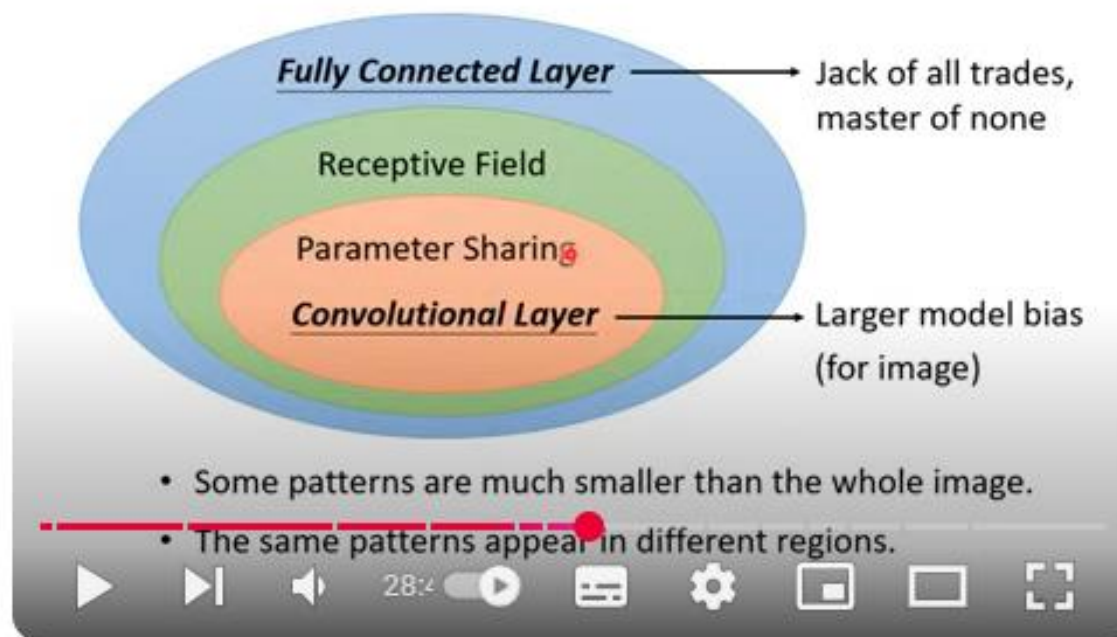 Fully Connected Layer
Jack of all trades,
master of none
Receptive Field
Parameter Sharing
Convolutional Layer
Larger model bias
(for image)
• Some patterns are much smaller than the whole image.
• The same patterns appear in different regions.